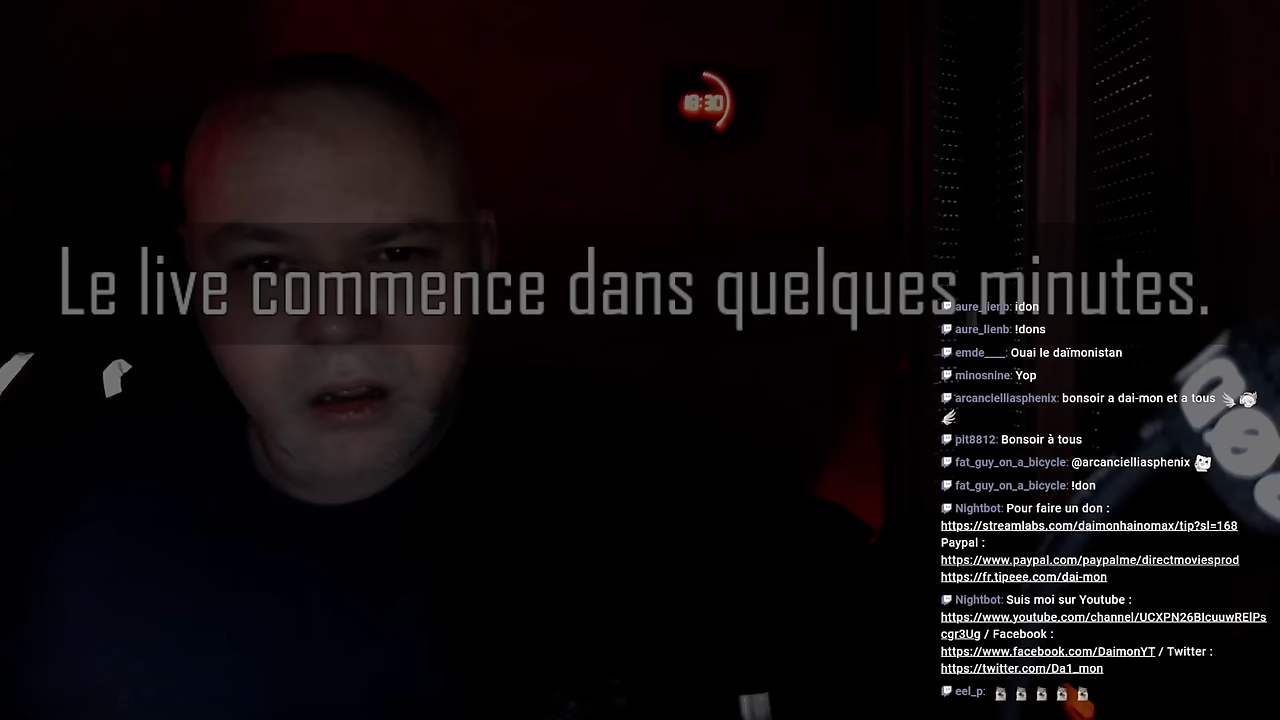 18:30
Le live commence dans quelques minutes.
aure_lienb: idon
aure_lienb: !dons
emde____: Ouai le daïmonistan
minosnine: Yop
arcancielliasphenix: bonsoir a dai-mon et a tous
pit8812: Bonsoir à tous
fat_guy_on_a_bicycle: @arcancielliasphenix
fat_guy_on_a_bicycle: !don
Nightbot: Pour faire un don :
https://streamlabs.com/daimonhainomax/tip?sl=168
Paypal :
https://www.paypal.com/paypalme/directmoviesprod
https://fr.tipeee.com/dai-mon
Nightbot: Suis moi sur Youtube :
https://www.youtube.com/channel/UCXPN26BIcuuwRElPs
cgr3Ug / Facebook :
https://www.facebook.com/DaimonYT / Twitter :
https://twitter.com/Da1_mon
eel_p: